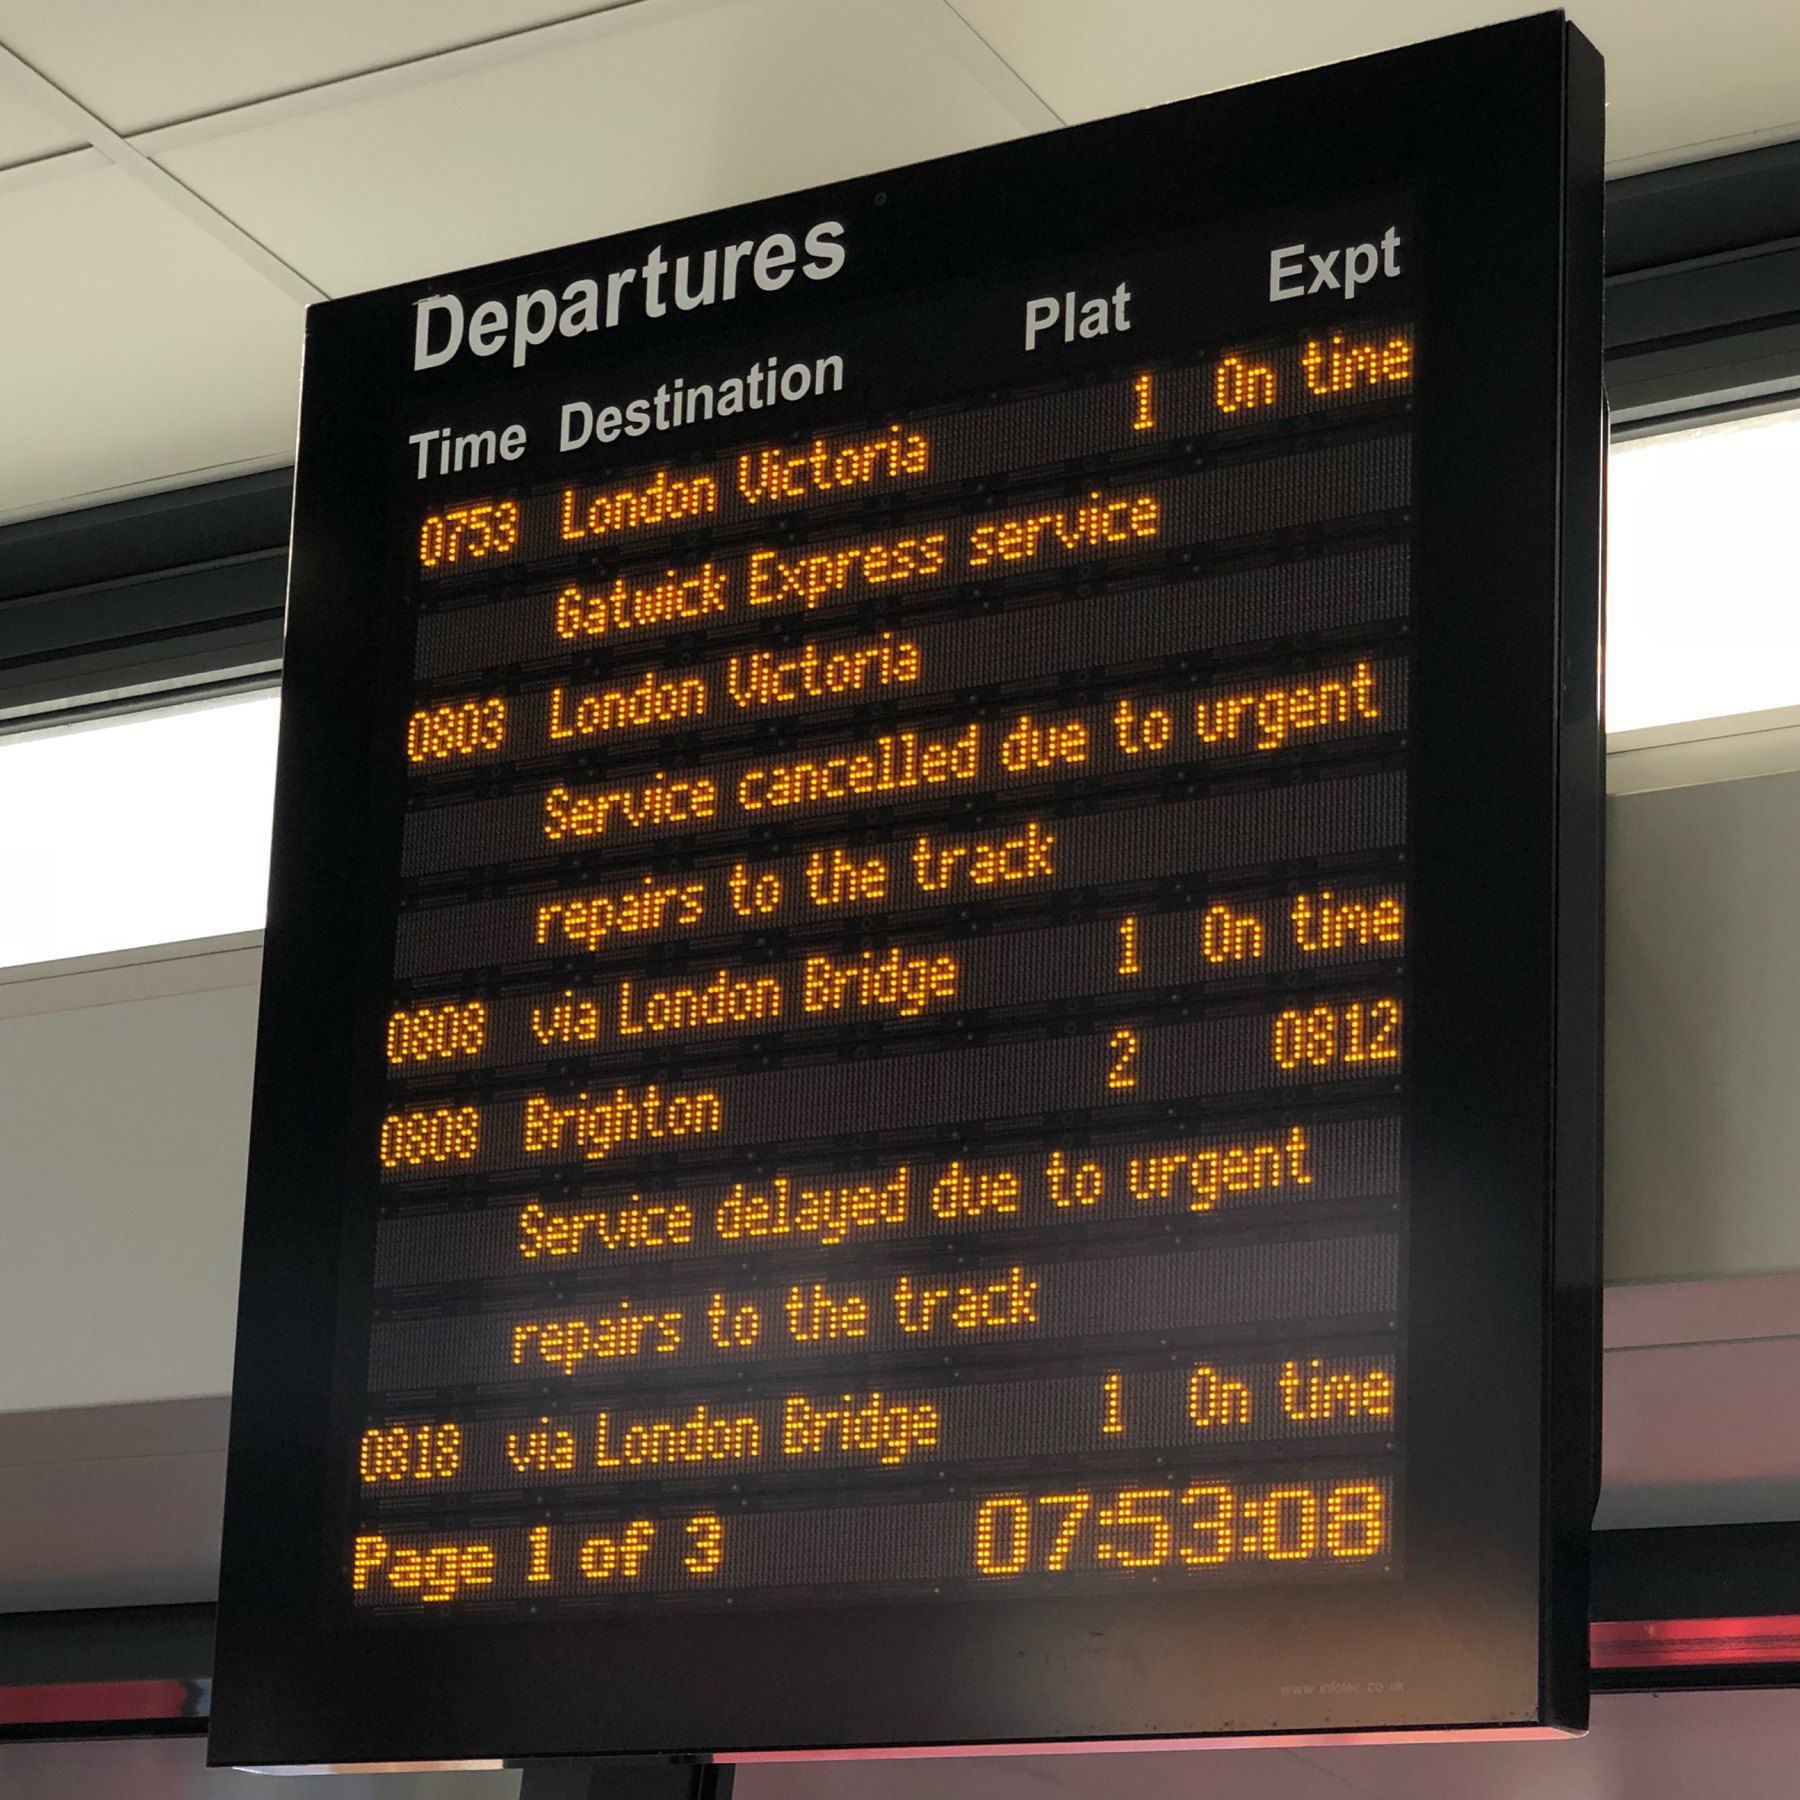 Departures
Time Destination Plat Expt
0753 London Victoria 1 On time
Gatwick Express service
0803 London Victoria
Service cancelled due to urgent
repairs to the track
0808 via London Bridge 1 On time
0808 Brighton 2 0812
Service delayed due to urgent
repairs to the track
0818 via London Bridge 1 On time
Page 1 of 3 07:53:08